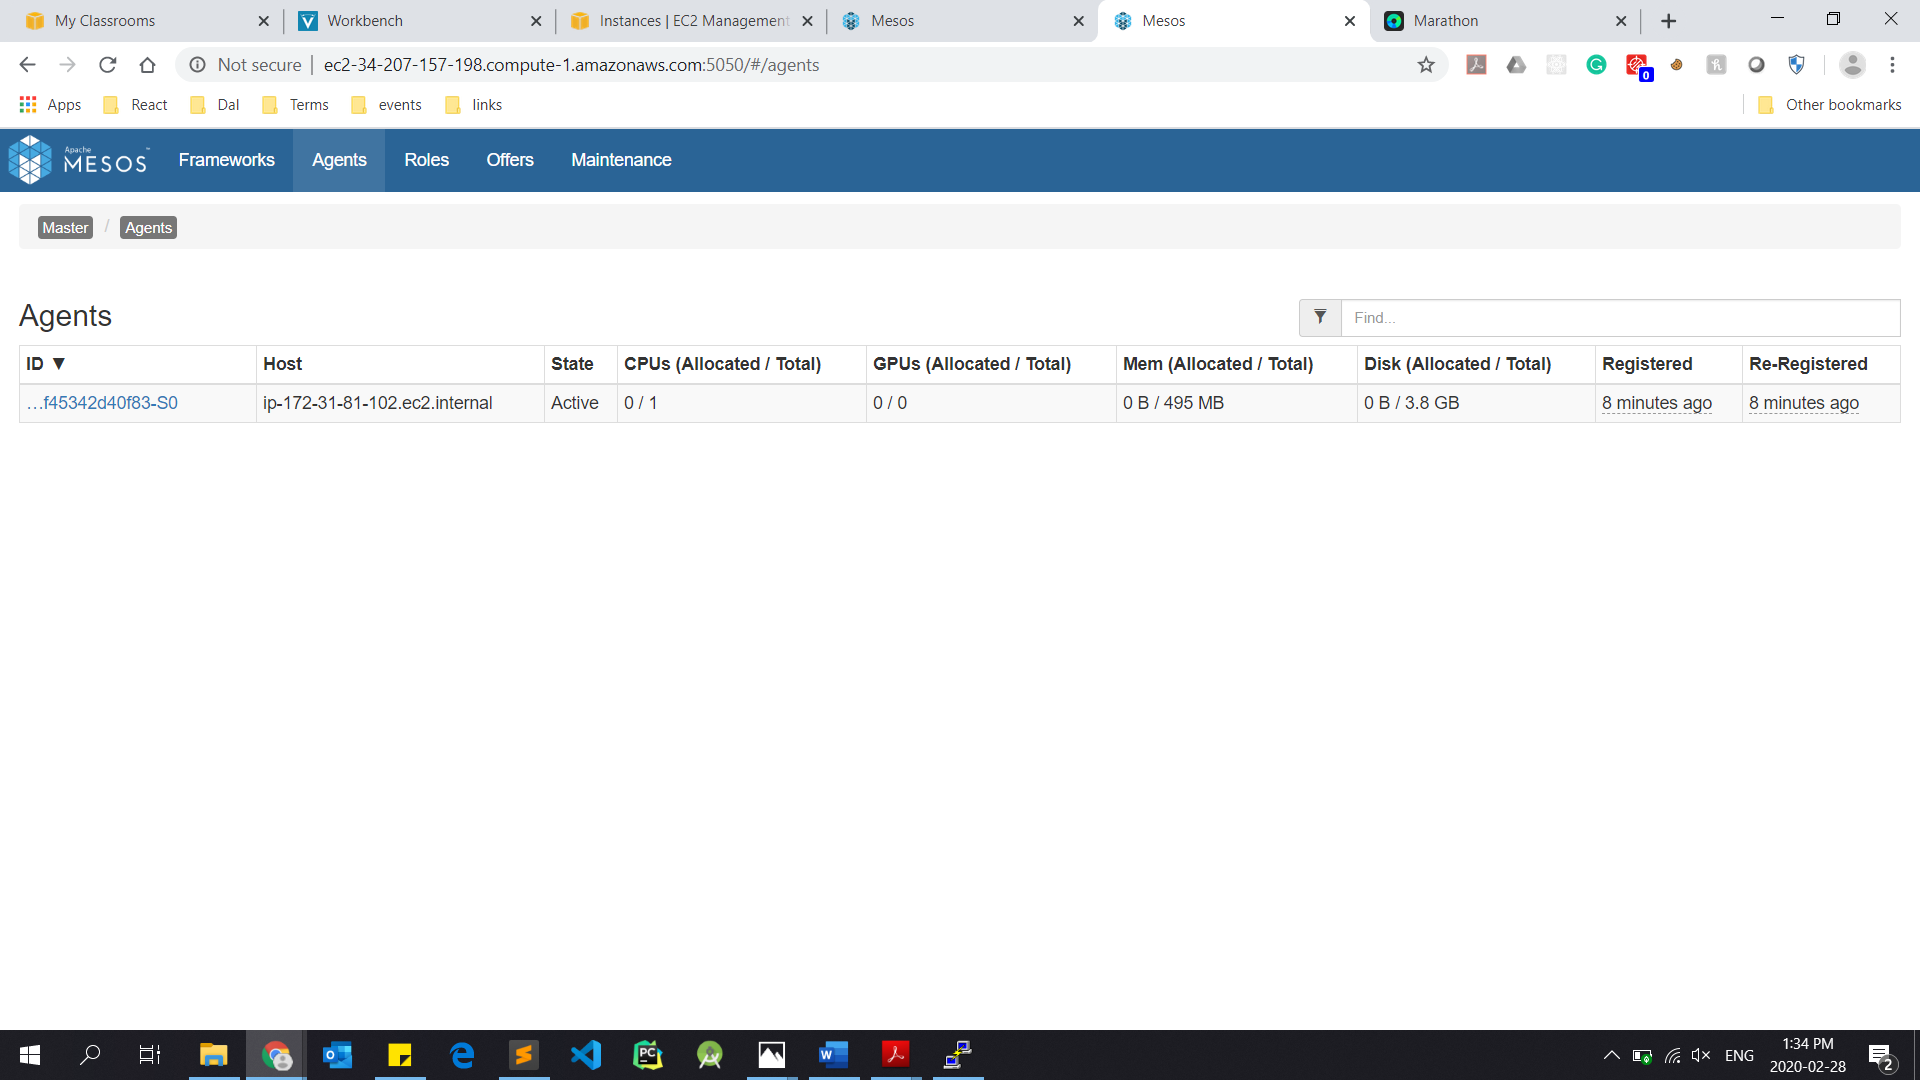 My Classrooms
Workbench
Instances | EC2 Management
Mesos
Mesos
Marathon
Not secure | ec2-34-207-157-198.compute-1.amazonaws.com:5050/#/agents
0
Apps React Dal Terms events links Other bookmarks
Apache MESOS ™ Frameworks Agents Roles Offers Maintenance
Master / Agents
Agents
Find...
ID ▼ Host State CPUs (Allocated / Total) GPUs (Allocated / Total) Mem (Allocated / Total) Disk (Allocated / Total) Registered Re-Registered
…f45342d40f83-S0 ip-172-31-81-102.ec2.internal Active 0 / 1 0 / 0 0 B / 495 MB 0 B / 3.8 GB 8 minutes ago 8 minutes ago
ENG
1:34 PM
2020-02-28
2